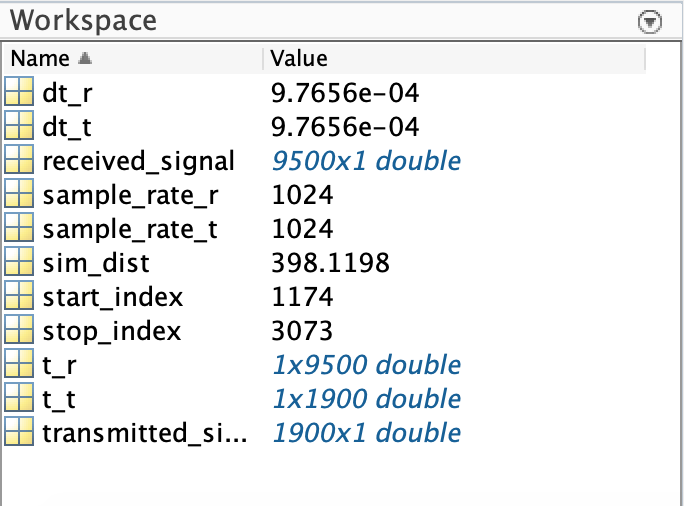 Workspace
Name Value
dt_r 9.7656e-04
dt_t 9.7656e-04
received_signal 9500x1 double
sample_rate_r 1024
sample_rate_t 1024
sim_dist 398.1198
start_index 1174
stop_index 3073
t_r 1x9500 double
t_t 1x1900 double
transmitted_si... 1900x1 double